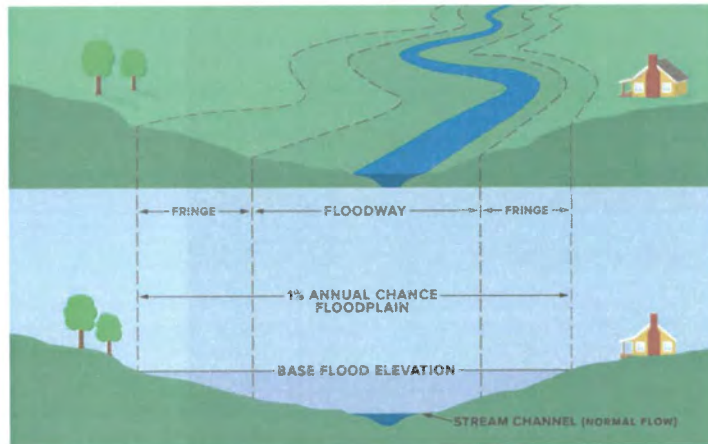 FRINGE
FLOODWAY
FRINGE
1% ANNUAL CHANCE
FLOODPLAIN
BASE FLOOD ELEVATION
STREAM CHANNEL (NORMAL FLOW)